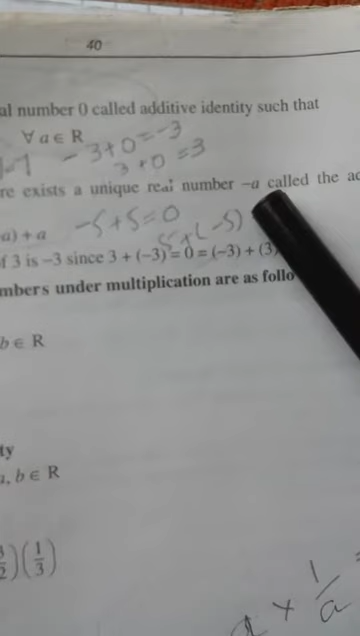 40
al number 0 called additive identity such that
∀ a ∈ R
-3+0=-3
3+0=3
re exists a unique real number –a called the ad
-5+5=0
a) + a
5+(-5)
f 3 is –3 since 3 + (–3) = 0 = (–3) + (3)
mbers under multiplication are as follo
b ∈ R
ty
a, b ∈ R
(1/3)
a × 1/a =